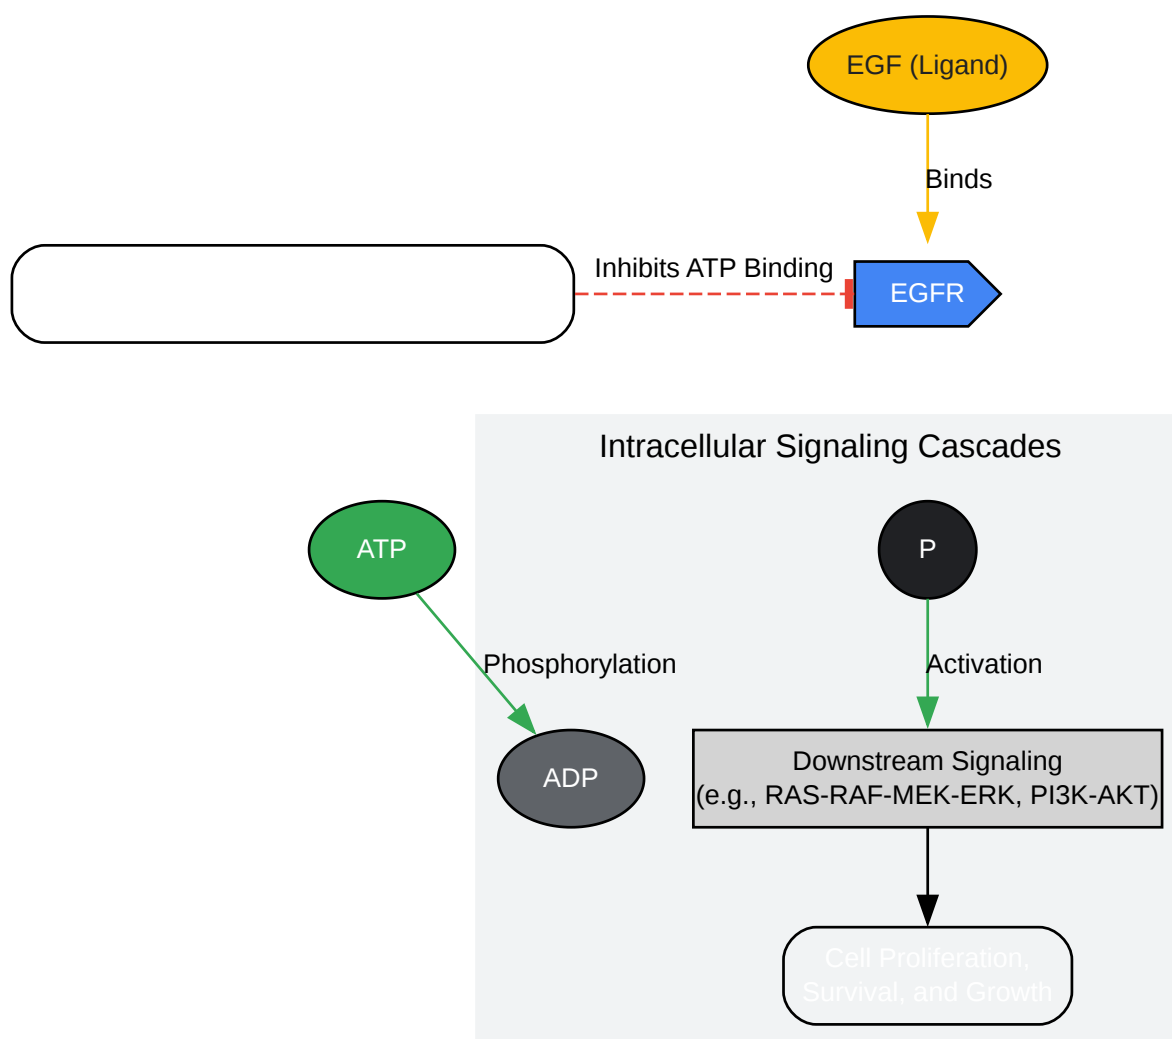 EGF (Ligand)
Binds
Inhibits ATP Binding
EGFR
Intracellular Signaling Cascades
ATP
P
Phosphorylation
Activation
ADP
Downstream Signaling
(e.g., RAS-RAF-MEK-ERK, PI3K-AKT)
Cell Proliferation,
Survival, and Growth